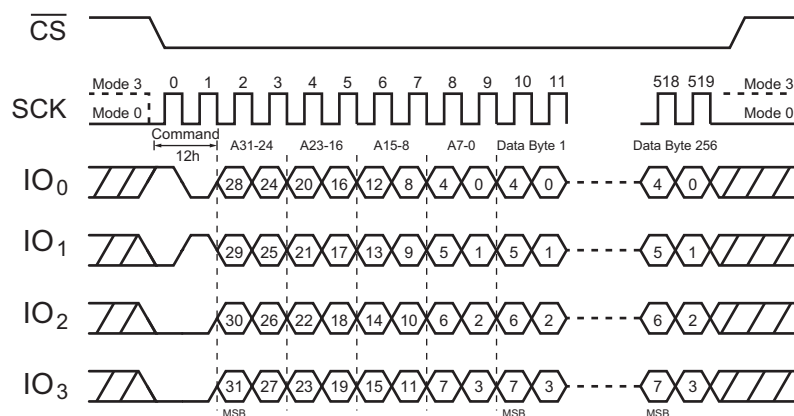 CS
Mode 3 0 1 2 3 4 5 6 7 8 9 10 11 518 519 Mode 3
SCK
Mode 0 Mode 0
Command A31-24 A23-16 A15-8 A7-0 Data Byte 1 Data Byte 256
12h
IO0 28 24 20 16 12 8 4 0 4 0 4 0
IO1 29 25 21 17 13 9 5 1 5 1 5 1
IO2 30 26 22 18 14 10 6 2 6 2 6 2
IO3 31 27 23 19 15 11 7 3 7 3 7 3
MSB MSB MSB